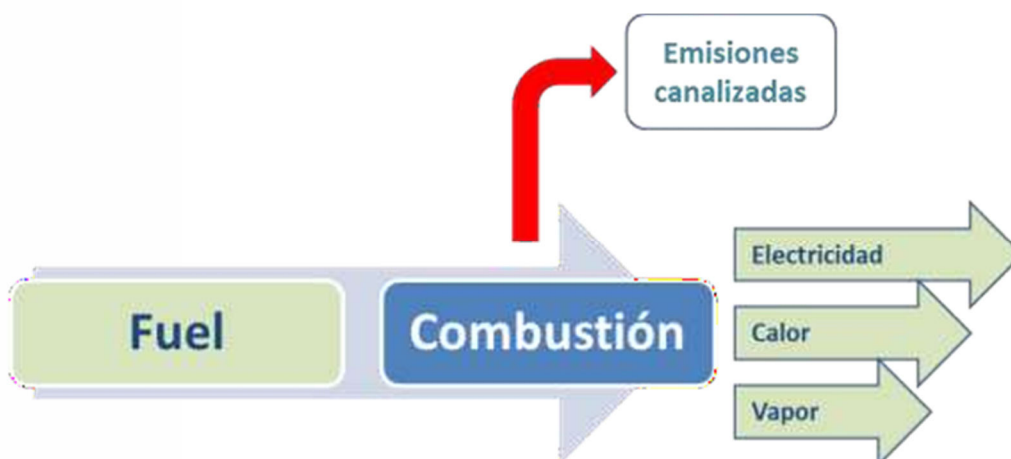 Emisiones
canalizadas
Fuel
Combustión
Electricidad
Calor
Vapor